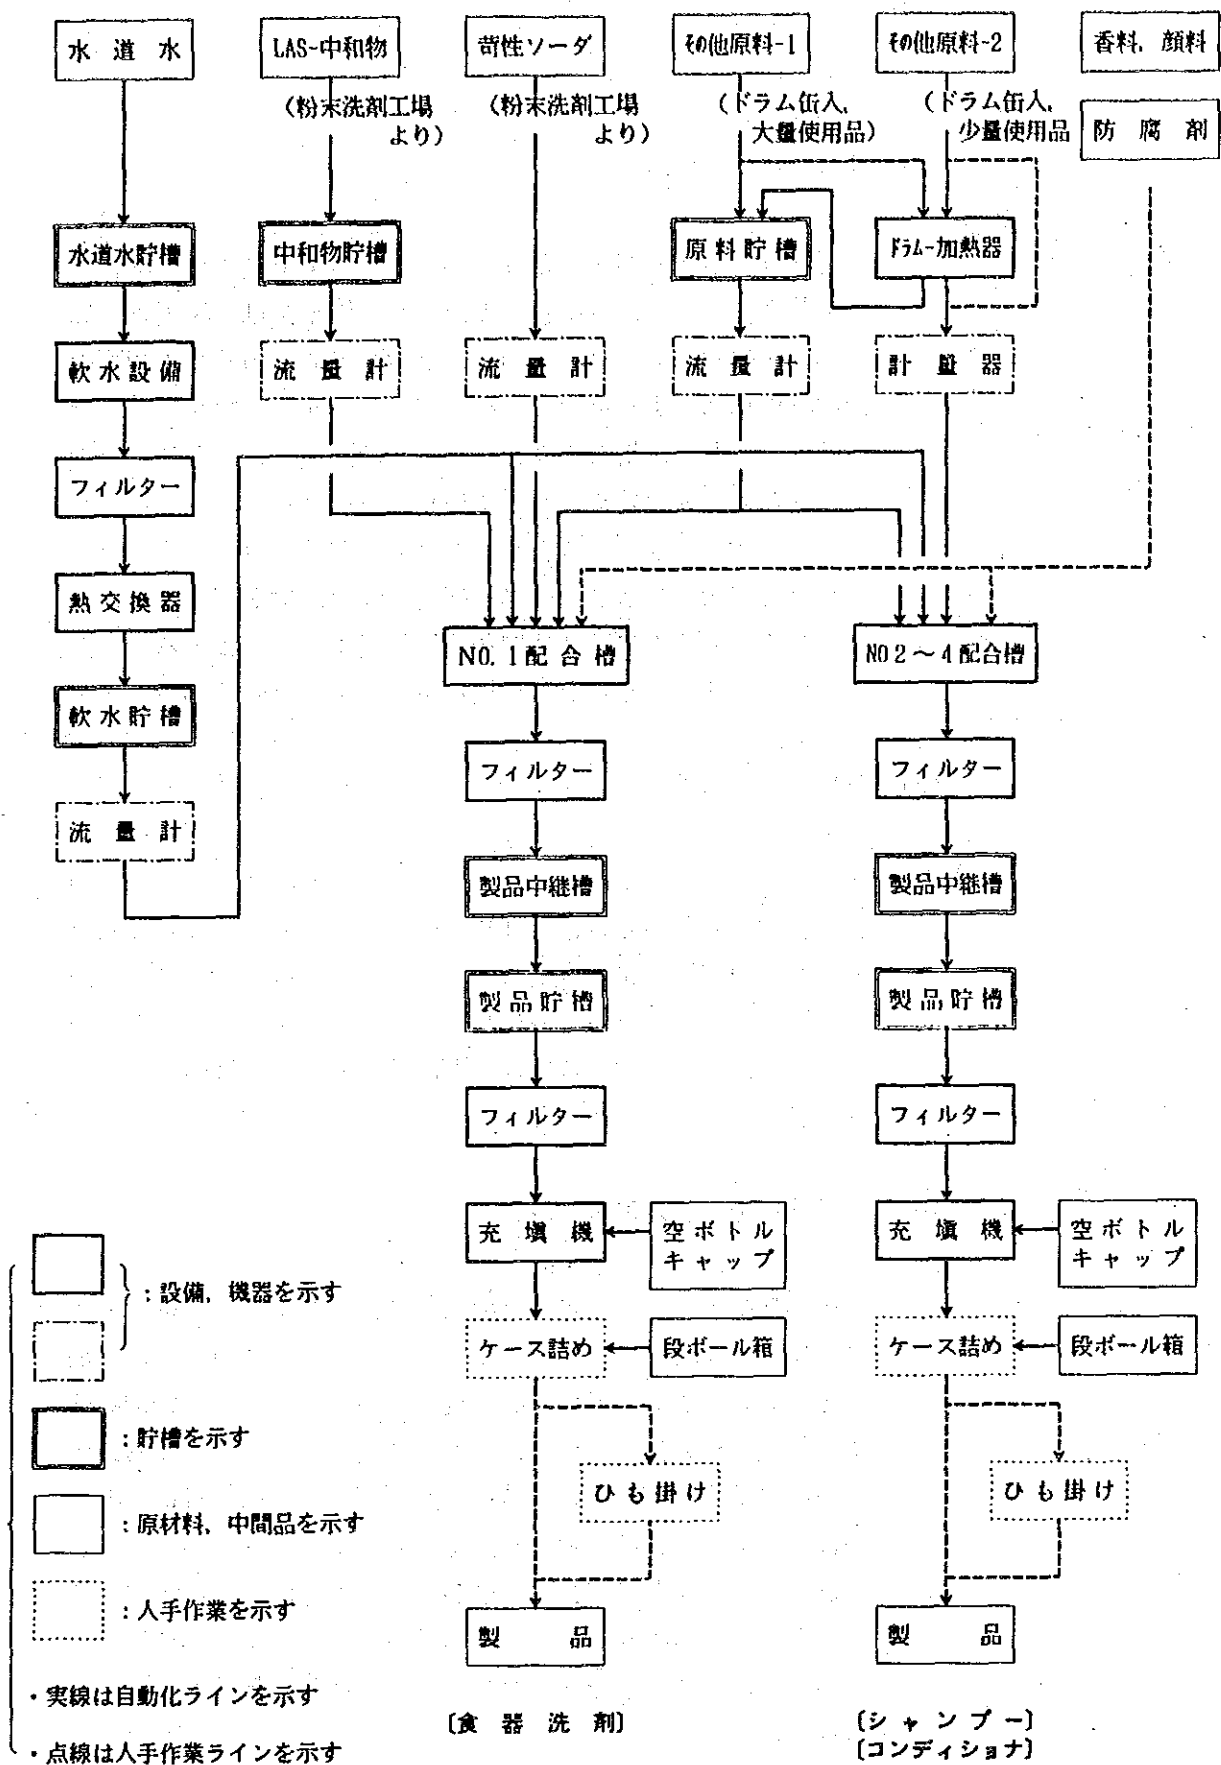 水道水
LAS-中和物
苛性ソーダ
その他原料-1
その他原料-2
香料, 顔料
(粉末洗剤工場
より)
(粉末洗剤工場
より)
(ドラム缶入,
大量使用品)
(ドラム缶入,
少量使用品
防腐剤
水道水貯槽
中和物貯槽
原料貯槽
ドラム-加熱器
軟水設備
流量計
流量計
流量計
計量器
フィルター
熱交換器
NO. 1配合槽
NO 2～4配合槽
軟水貯槽
フィルター
フィルター
流量計
製品中継槽
製品中継槽
製品貯槽
製品貯槽
フィルター
フィルター
充塡機
空ボトル
キャップ
充塡機
空ボトル
キャップ
ケース詰め
段ボール箱
ケース詰め
段ボール箱
ひも掛け
ひも掛け
製品
製品
〔食器洗剤〕
〔シャンプー〕
〔コンディショナ〕
：設備, 機器を示す
：貯槽を示す
：原材料, 中間品を示す
：人手作業を示す
・実線は自動化ラインを示す
・点線は人手作業ラインを示す